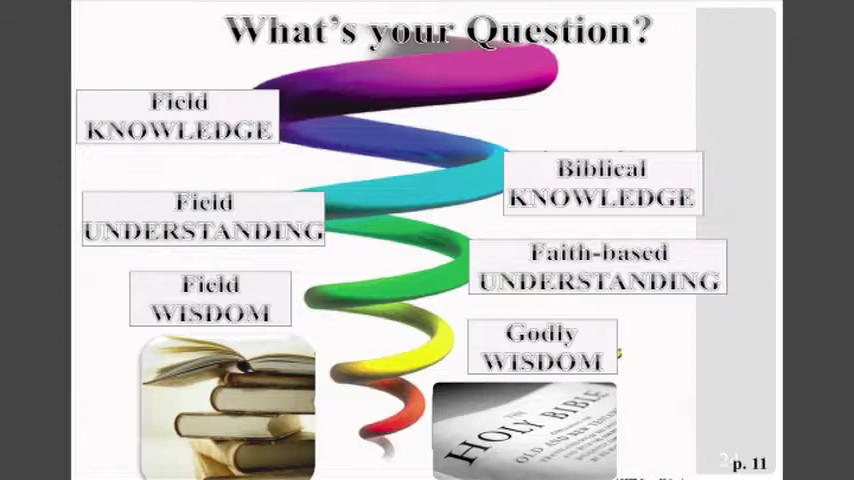 What's your Question?
Field
KNOWLEDGE
Biblical
KNOWLEDGE
Field
UNDERSTANDING
Faith-based
UNDERSTANDING
Field
WISDOM
Godly
WISDOM
THE
HOLY BIBLE
OLD AND NEW
p. 11